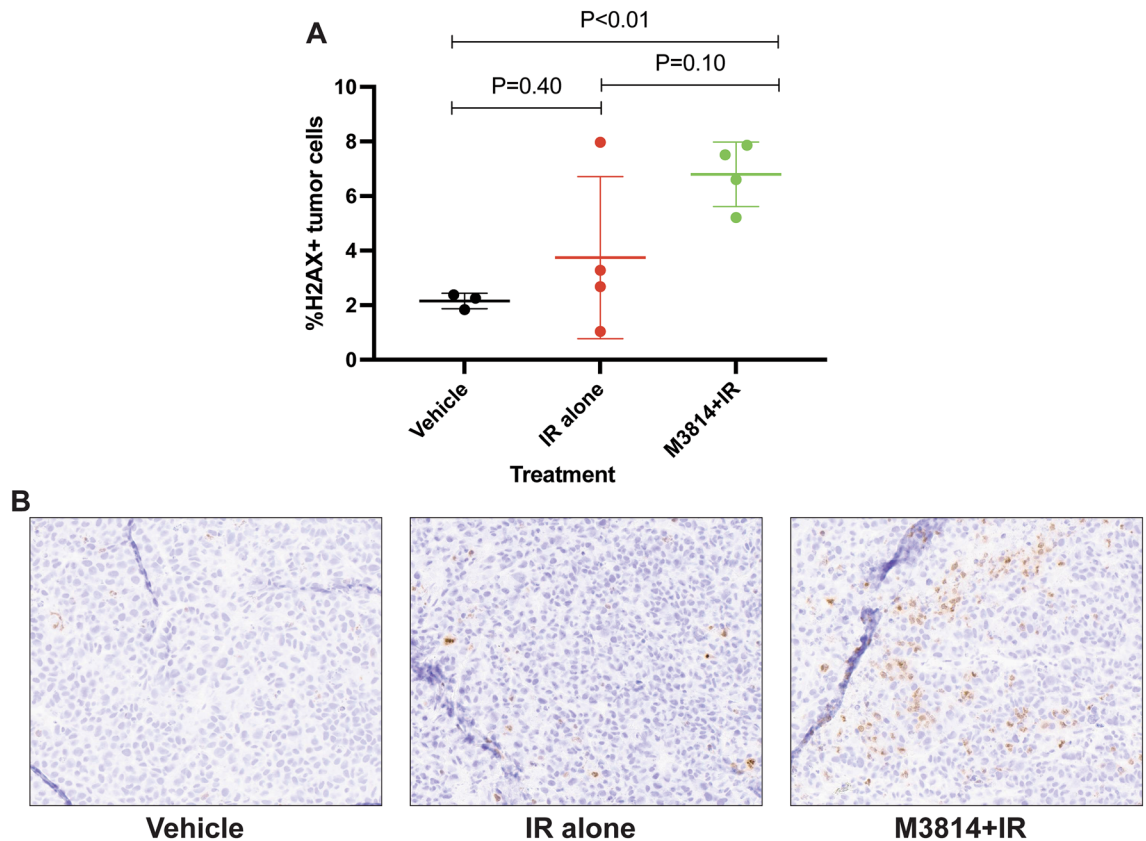 A
P<0.01
P=0.10
P=0.40
%H2AX+ tumor cells
10
8
6
4
2
0
Vehicle
IR alone
M3814+IR
Treatment
B
Vehicle
IR alone
M3814+IR